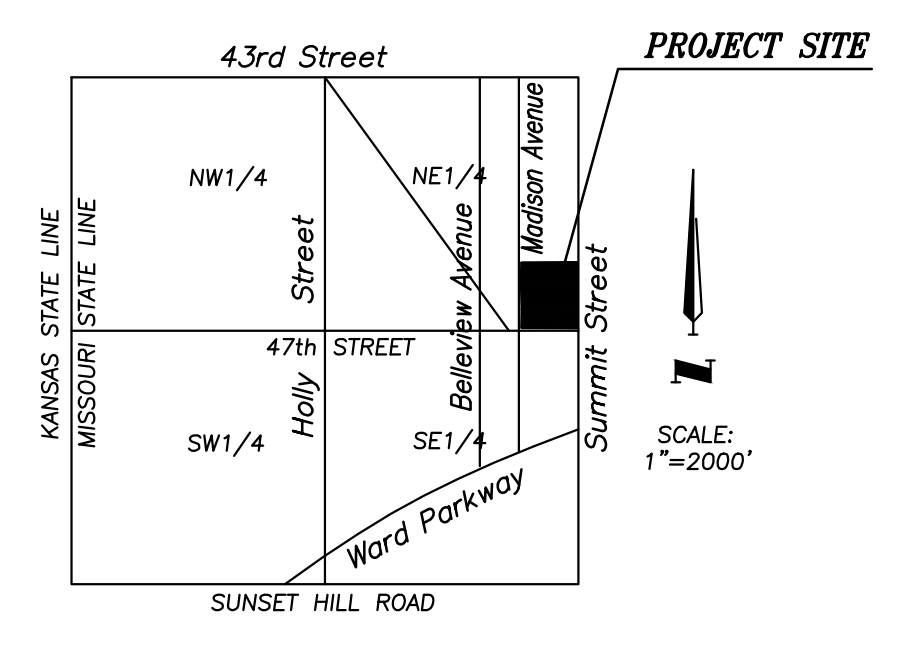 PROJECT SITE
43rd Street
NW1/4
NE1/4
Madison Avenue
Belleview Avenue
Holly Street
Summit Street
KANSAS STATE LINE
MISSOURI STATE LINE
47th STREET
SW1/4
SE1/4
Ward Parkway
SUNSET HILL ROAD
N
SCALE:
1"=2000'